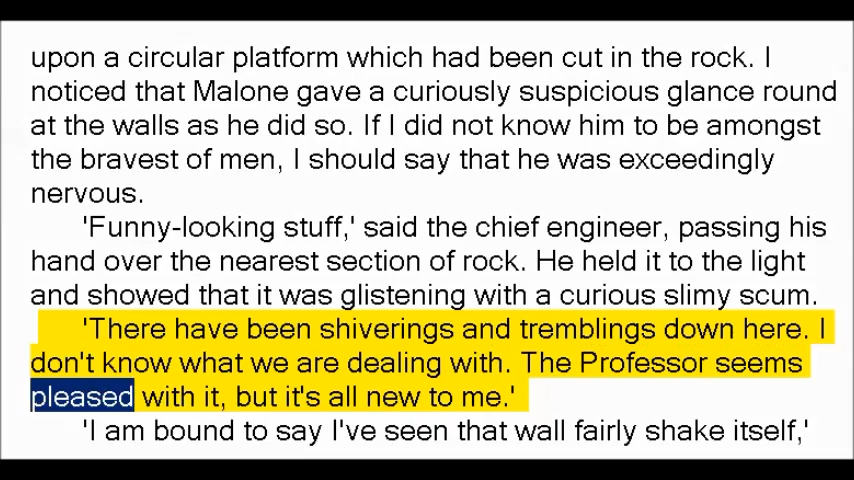 upon a circular platform which had been cut in the rock. I
noticed that Malone gave a curiously suspicious glance round
at the walls as he did so. If I did not know him to be amongst
the bravest of men, I should say that he was exceedingly
nervous.
'Funny-looking stuff,' said the chief engineer, passing his
hand over the nearest section of rock. He held it to the light
and showed that it was glistening with a curious slimy scum.
'There have been shiverings and tremblings down here. I
don't know what we are dealing with. The Professor seems
pleased with it, but it's all new to me.'
'I am bound to say I've seen that wall fairly shake itself,'